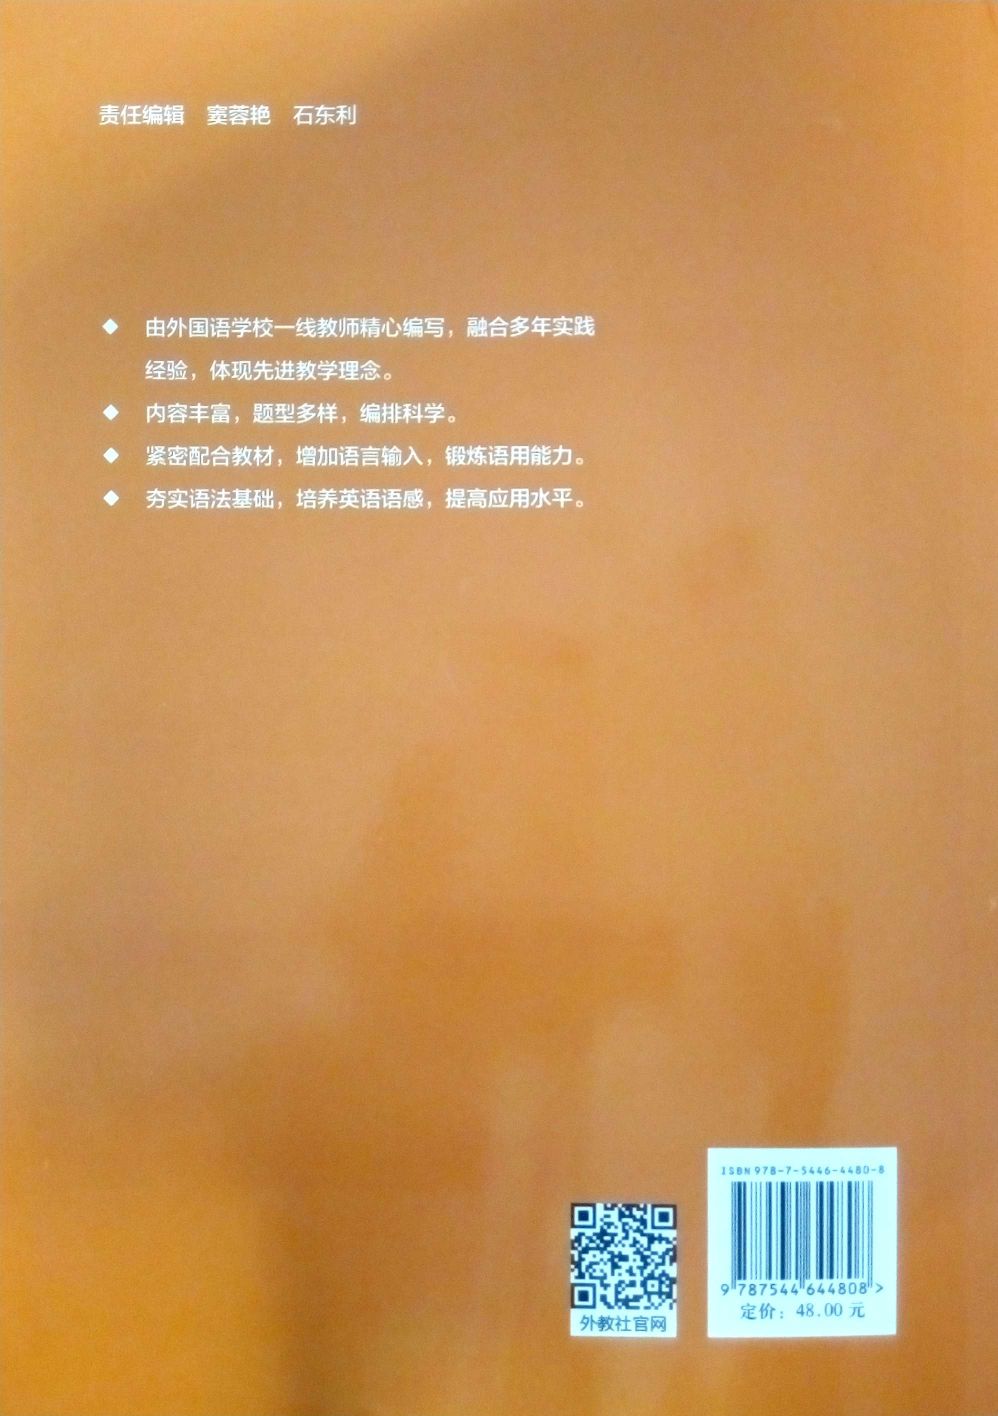 责任编辑 窦蓉艳 石东利
◆ 由外国语学校一线教师精心编写，融合多年实践
经验，体现先进教学理念。
◆ 内容丰富，题型多样，编排科学。
◆ 紧密配合教材，增加语言输入，锻炼语用能力。
◆ 夯实语法基础，培养英语语感，提高应用水平。
ISBN 978-7-5446-4480-8
9 787544 644808 >
定价：48.00 元
外教社官网